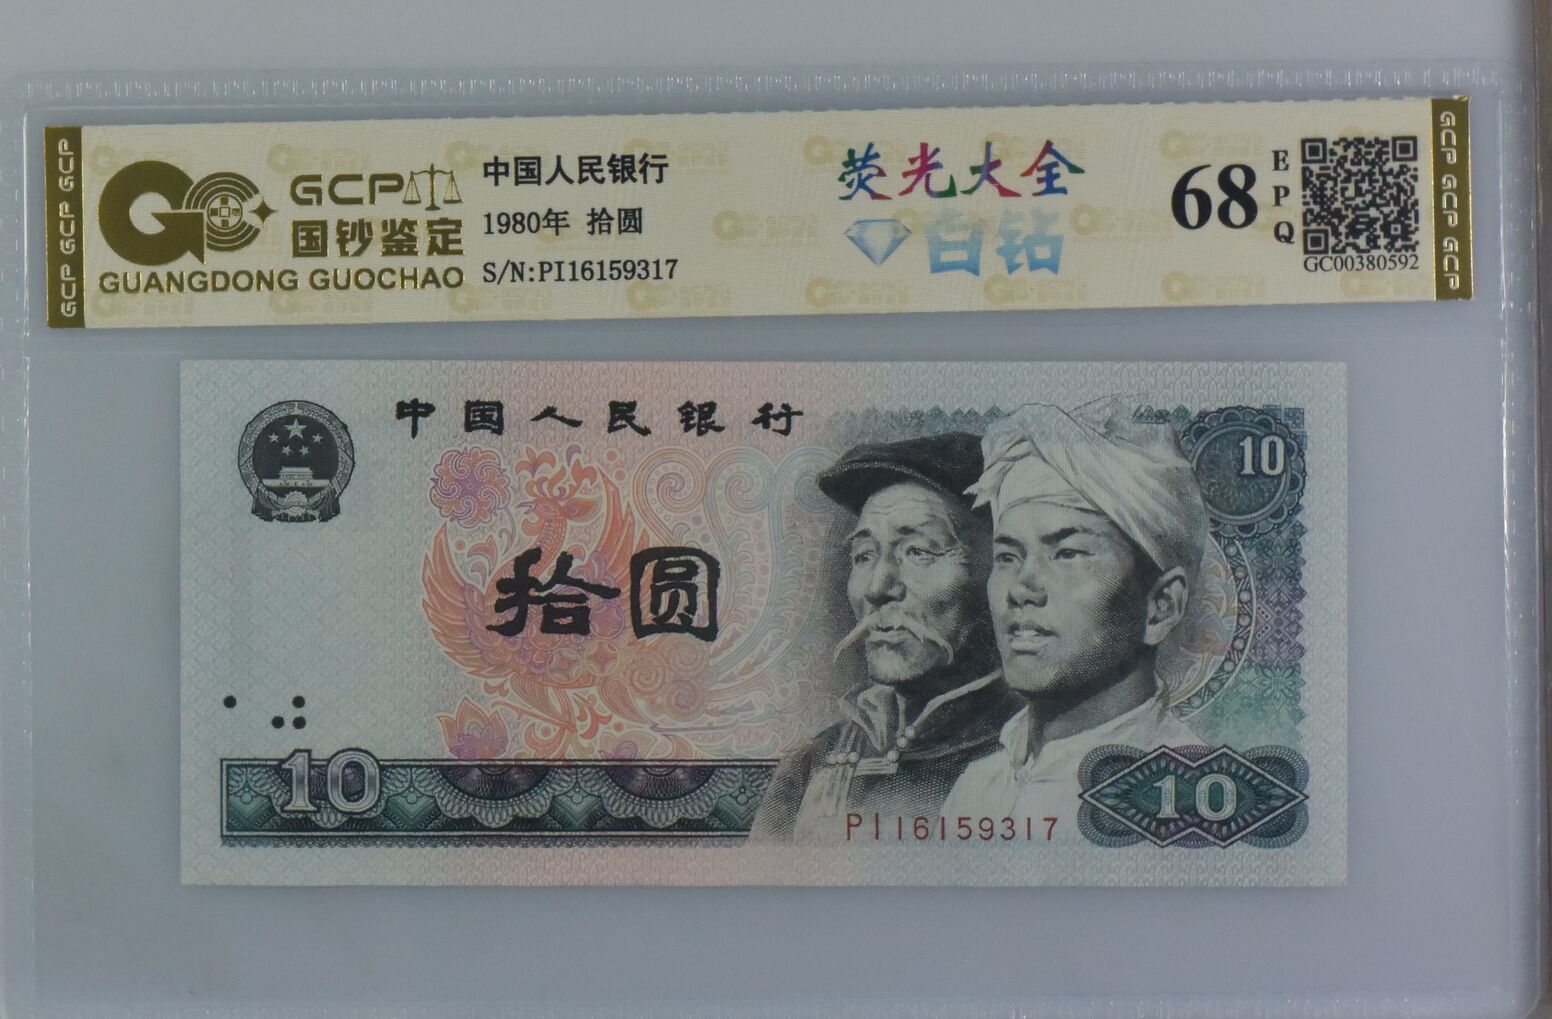 GCP GCP GCP
GCP
国钞鉴定
GUANGDONG GUOCHAO
中国人民银行
1980年 拾圆
S/N:PI16159317
荧光大全
白钻
68
EPQ
GC00380592
GCP GCP GCP
中国人民银行
10
拾圆
10
PI16159317
10